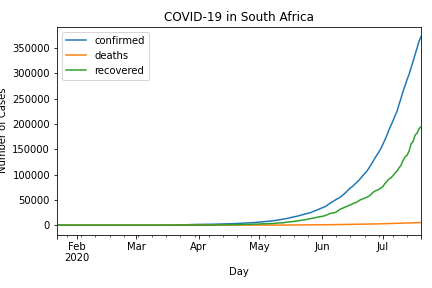 COVID-19 in South Africa
confirmed
deaths
recovered
350000
300000
250000
200000
150000
100000
50000
0
Number of Cases
Feb
2020
Mar
Apr
May
Jun
Jul
Day